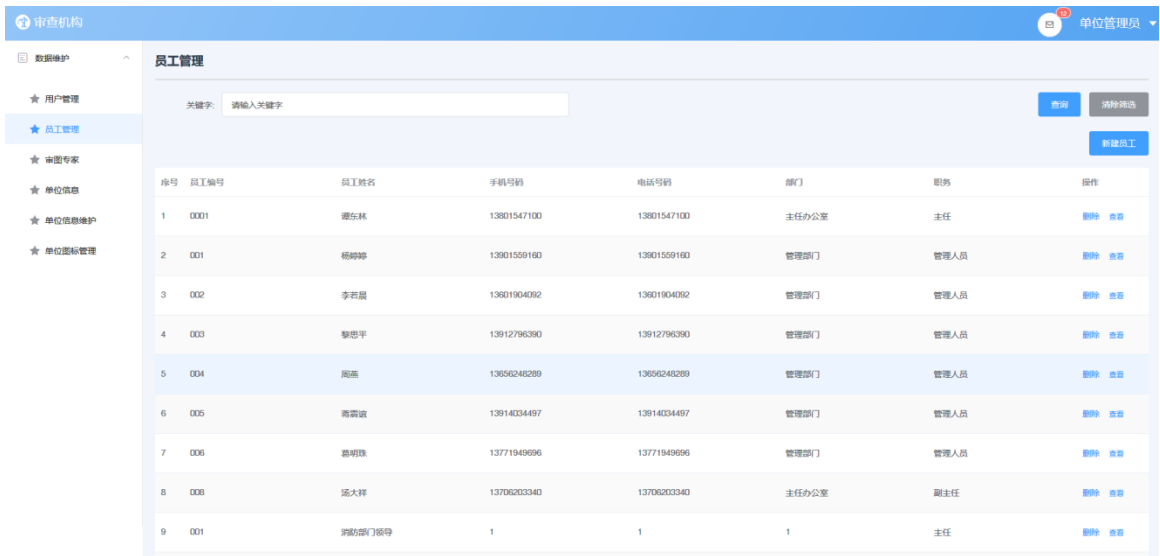 审查机构
12
单位管理员
数据维护
用户管理
员工管理
审图专家
单位信息
单位信息维护
单位图标管理
员工管理
关键字: 请输入关键字 查询 清除筛选
新建员工
序号 员工编号 员工姓名 手机号码 电话号码 部门 职务 操作
1 0001 谭东林 13801547100 13801547100 主任办公室 主任 删除 查看
2 001 杨婷婷 13901559160 13901559160 管理部门 管理人员 删除 查看
3 002 李若晨 13601904092 13601904092 管理部门 管理人员 删除 查看
4 003 黎思平 13912796390 13912796390 管理部门 管理人员 删除 查看
5 004 周燕 13656248289 13656248289 管理部门 管理人员 删除 查看
6 005 13914034497 13914034497 管理部门 管理人员 删除 查看
7 006 葛明珠 13771949696 13771949696 管理部门 管理人员 删除 查看
8 008 汤大祥 13706203340 13706203340 主任办公室 副主任 删除 查看
9 001 消防部门领导 1 1 1 主任 删除 查看